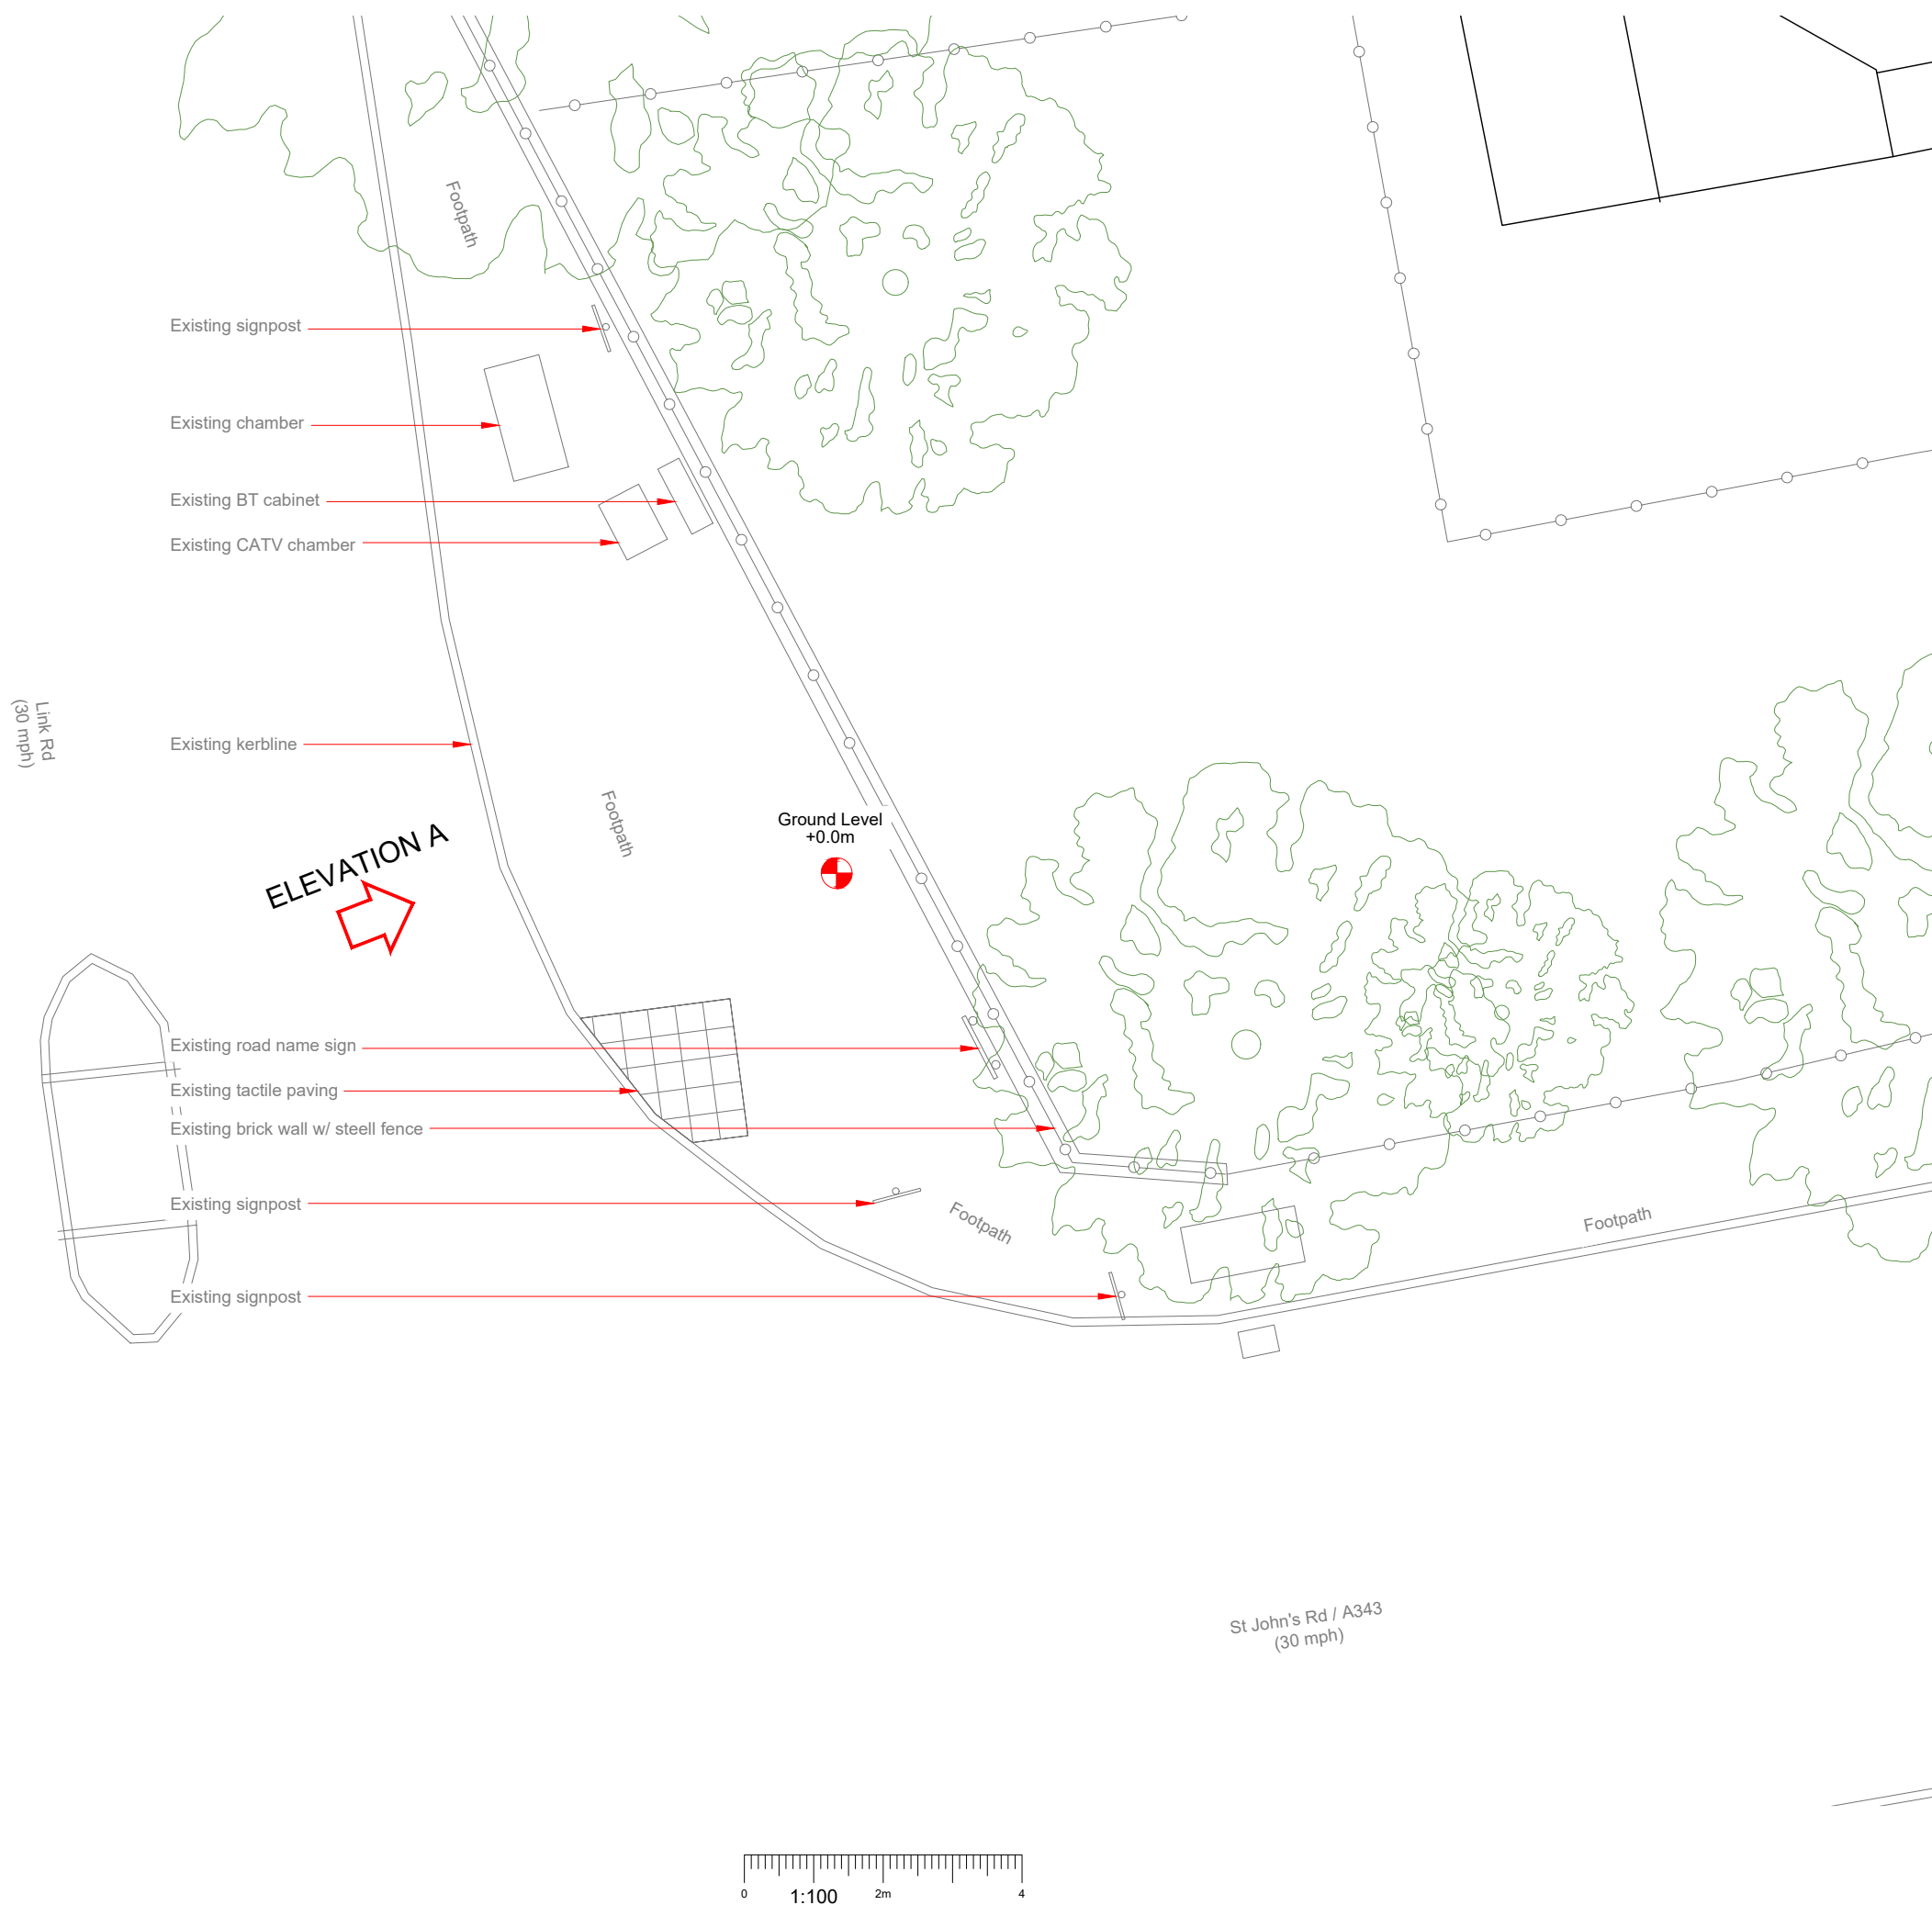 Footpath
Existing signpost
Existing chamber
Existing BT cabinet
Existing CATV chamber
Link Rd
(30 mph)
Existing kerbline
Footpath
Ground Level
+0.0m
ELEVATION A
Existing road name sign
Existing tactile paving
Existing brick wall w/ steell fence
Existing signpost
Footpath
Footpath
Existing signpost
St John's Rd / A343
(30 mph)
0
1:100
2m
4